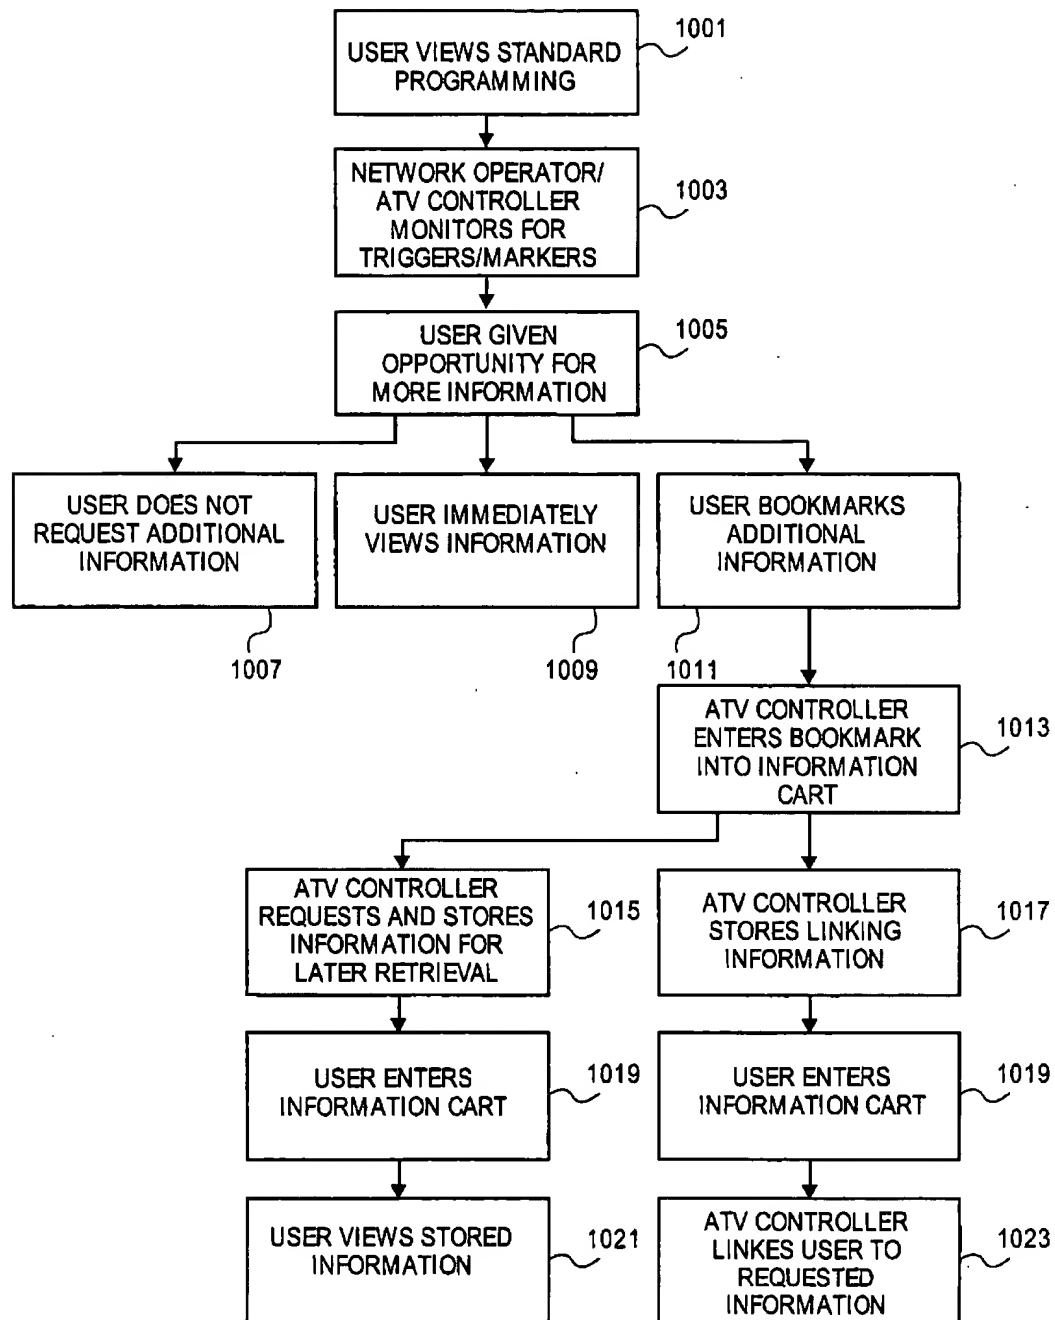 1001
USER VIEWS STANDARD
PROGRAMMING
NETWORK OPERATOR/
ATV CONTROLLER
MONITORS FOR
TRIGGERS/MARKERS
1003
USER GIVEN
OPPORTUNITY FOR
MORE INFORMATION
1005
USER DOES NOT
REQUEST ADDITIONAL
INFORMATION
1007
USER IMMEDIATELY
VIEWS INFORMATION
1009
USER BOOKMARKS
ADDITIONAL
INFORMATION
1011
ATV CONTROLLER
ENTERS BOOKMARK
INTO INFORMATION
CART
1013
ATV CONTROLLER
REQUESTS AND STORES
INFORMATION FOR
LATER RETRIEVAL
1015
ATV CONTROLLER
STORES LINKING
INFORMATION
1017
USER ENTERS
INFORMATION CART
1019
USER ENTERS
INFORMATION CART
1019
USER VIEWS STORED
INFORMATION
1021
ATV CONTROLLER
LINKES USER TO
REQUESTED
INFORMATION
1023